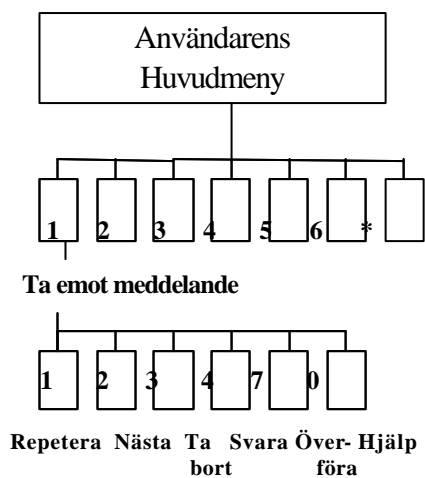 Användarens
Huvudmeny
1 2 3 4 5 6 *
Ta emot meddelande
1 2 3 4 7 0
Repetera Nästa Ta Svara Över- Hjälp
bort föra